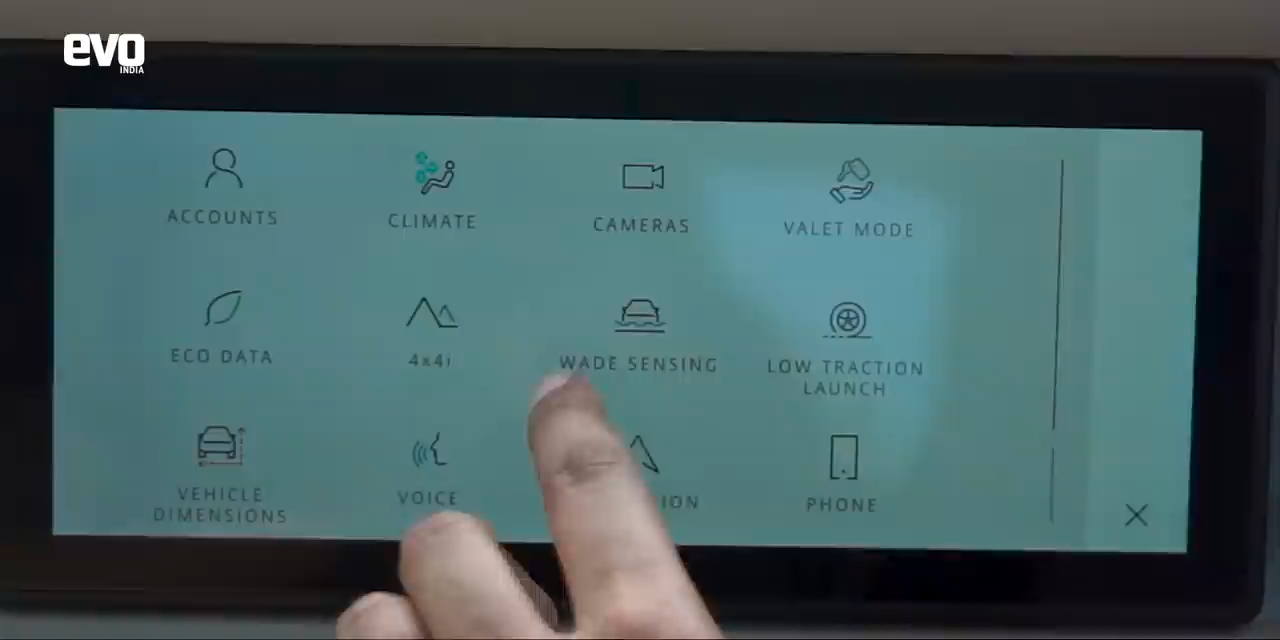 evo
INDIA
ACCOUNTS
CLIMATE
CAMERAS
VALET MODE
ECO DATA
4x4i
WADE SENSING
LOW TRACTION
LAUNCH
VEHICLE
DIMENSIONS
VOICE
ION
PHONE